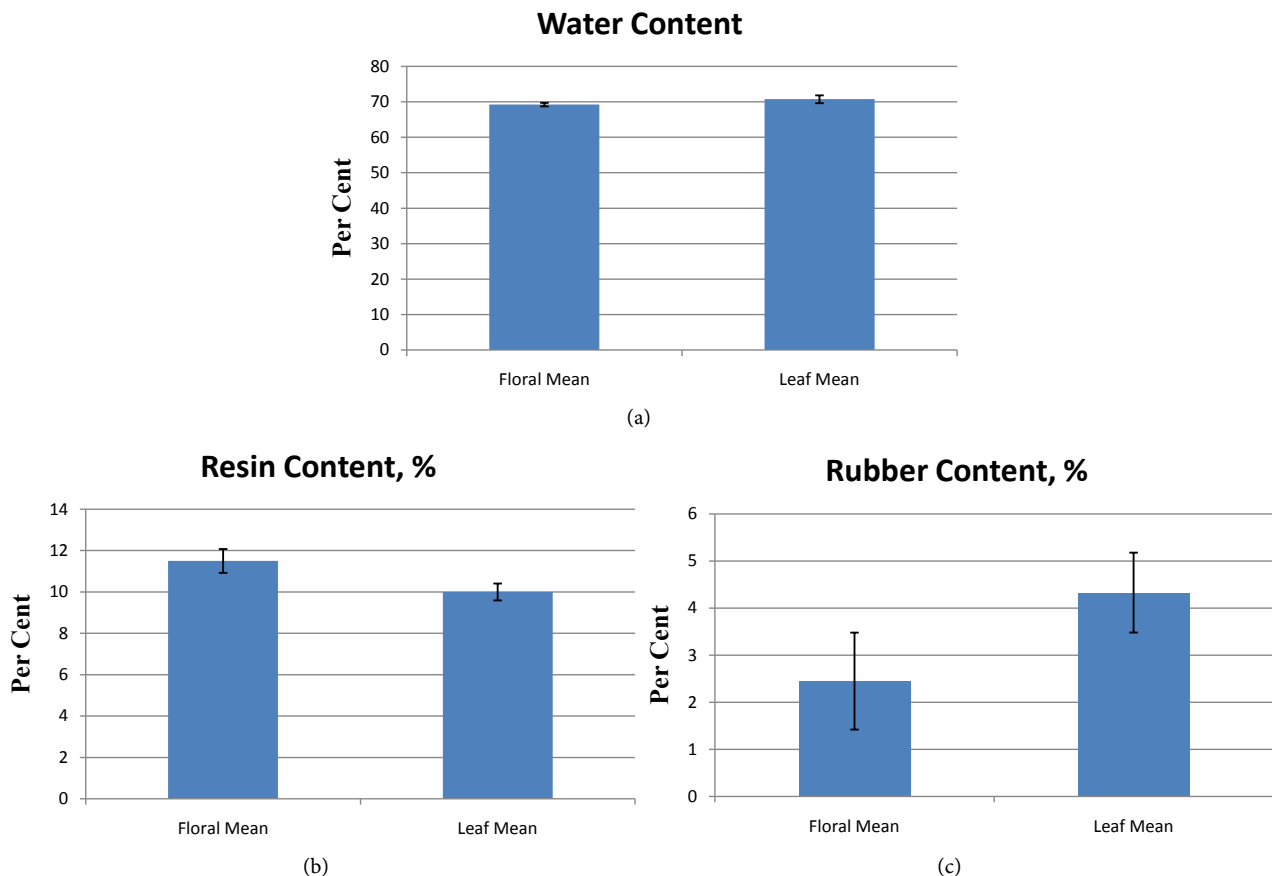 Water Content
80
70
60
50
40
30
20
10
0
Per Cent
Floral Mean
Leaf Mean
(a)
Resin Content, %
14
12
10
8
6
4
2
0
Per Cent
Floral Mean
Leaf Mean
(b)
Rubber Content, %
6
5
4
3
2
1
0
Per Cent
Floral Mean
Leaf Mean
(c)